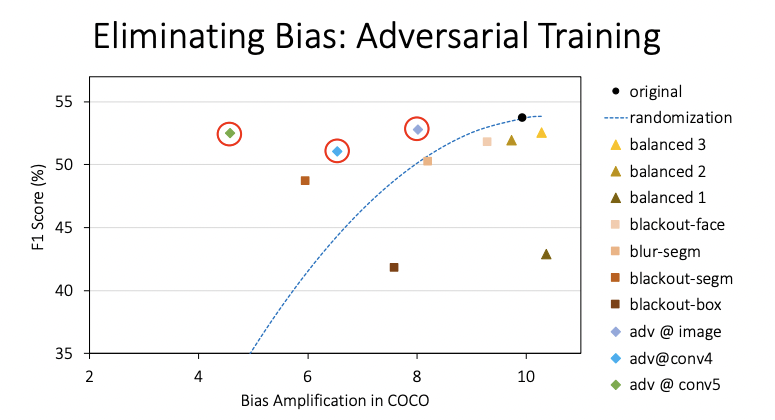 Eliminating Bias: Adversarial Training
55
50
45
40
35
F1 Score (%)
2 4 6 8 10
Bias Amplification in COCO
original
randomization
balanced 3
balanced 2
balanced 1
blackout-face
blur-segm
blackout-segm
blackout-box
adv @ image
adv@conv4
adv @ conv5